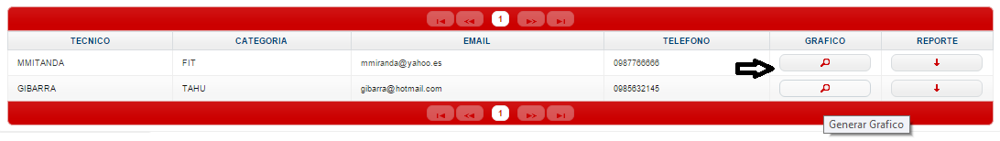 1
TECNICO CATEGORIA EMAIL TELEFONO GRAFICO REPORTE
MMITANDA FIT mmiranda@yahoo.es 0987766666
GIBARRA TAHU gibarra@hotmail.com 0985632145
1
Generar Grafico